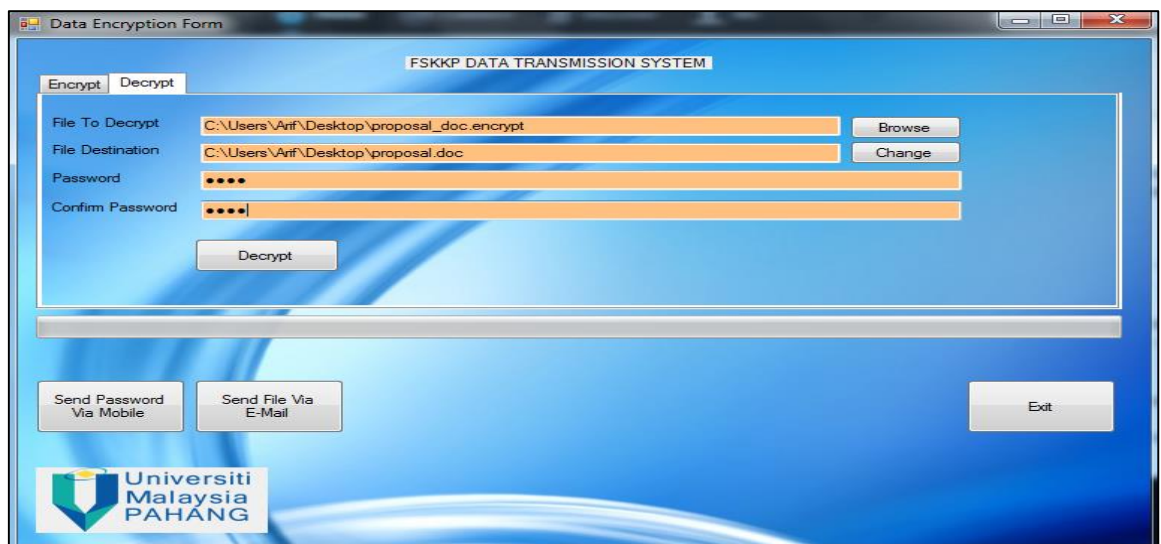 Data Encryption Form
FSKKP DATA TRANSMISSION SYSTEM
Encrypt Decrypt
File To Decrypt C:\Users\Arif\Desktop\proposal_doc.encrypt Browse
File Destination C:\Users\Arif\Desktop\proposal.doc Change
Password ••••
Confirm Password ••••
Decrypt
Send Password
Via Mobile
Send File Via
E-Mail
Exit
Universiti
Malaysia
PAHANG